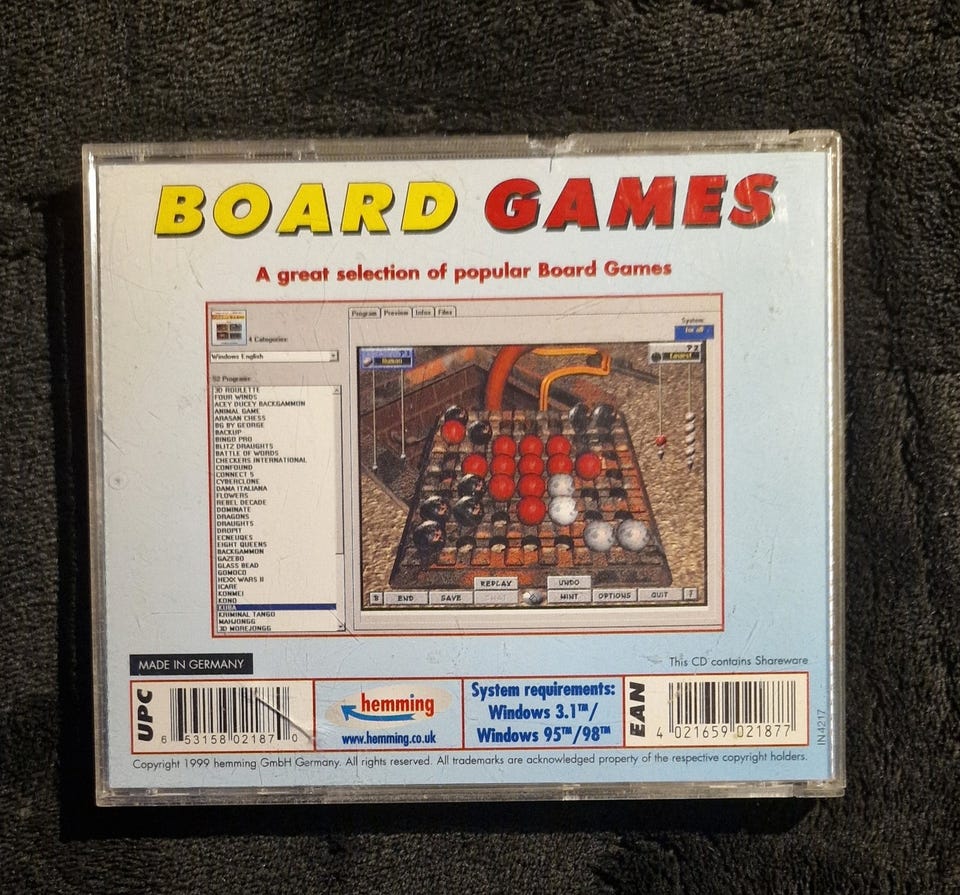 BOARD GAMES
A great selection of popular Board Games
Program Preview Infos Files
System:
for all
4 Categories:
Windows English
52 Programs:
3D ROULETTE
FOUR WINDS
ACEY DUCEY BACKGAMMON
ANIMAL GAME
ARASAN CHESS
BG BY GEORGE
BACKUP
BINGO PRO
BLITZ DRAUGHTS
BATTLE OF WORDS
CHECKERS INTERNATIONAL
CONFOUND
CONNECT 5
CYBERCLONE
DAMA ITALIANA
FLOWERS
REBEL DECADE
DOMINATE
DRAGONS
DRAUGHTS
DROPIT
ECNEUQES
EIGHT QUEENS
BACKGAMMON
GAZEBO
GLASS BEAD
GOMOCO
HEXX WARS II
ICARE
KONMEI
KONO
KUBA
KRIMINAL TANGO
MAHJONGG
3D MOREJONGG
Human
Easiest
REPLAY UNDO
END SAVE CHAT HINT OPTIONS QUIT ?
MADE IN GERMANY
This CD contains Shareware
UPC
6 53158 02187 0
hemming
www.hemming.co.uk
System requirements:
Windows 3.1™/
Windows 95™/98™
EAN
4 021659 021877
IN4217
Copyright 1999 hemming GmbH Germany. All rights reserved. All trademarks are acknowledged property of the respective copyright holders.